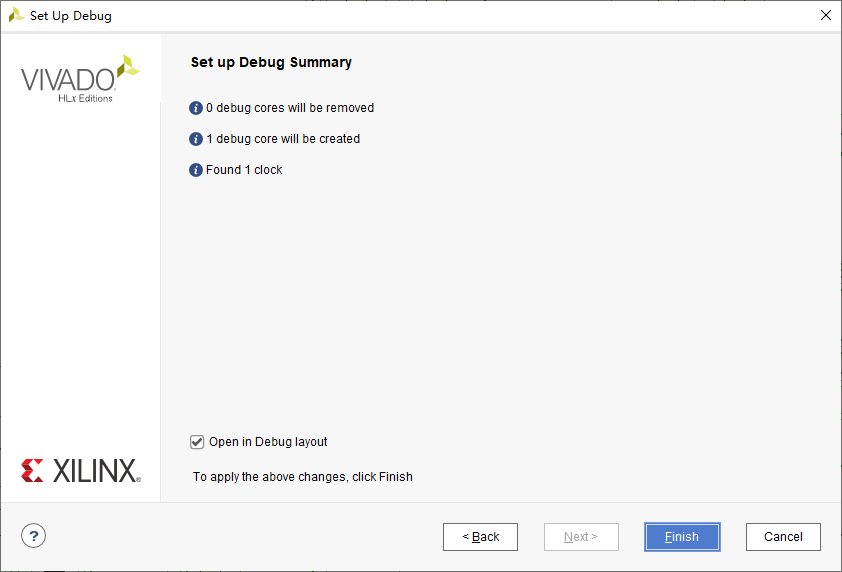 Set Up Debug
VIVADO.
HLx Editions
Set up Debug Summary
0 debug cores will be removed
1 debug core will be created
Found 1 clock
Open in Debug layout
To apply the above changes, click Finish
XILINX®
?
< Back
Next >
Finish
Cancel